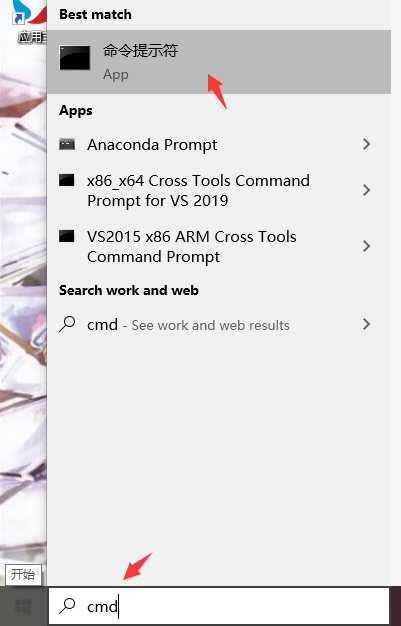 Best match
应用
命令提示符
App
Apps
Anaconda Prompt
x86_x64 Cross Tools Command
Prompt for VS 2019
VS2015 x86 ARM Cross Tools
Command Prompt
Search work and web
cmd - See work and web results
开始
cmd